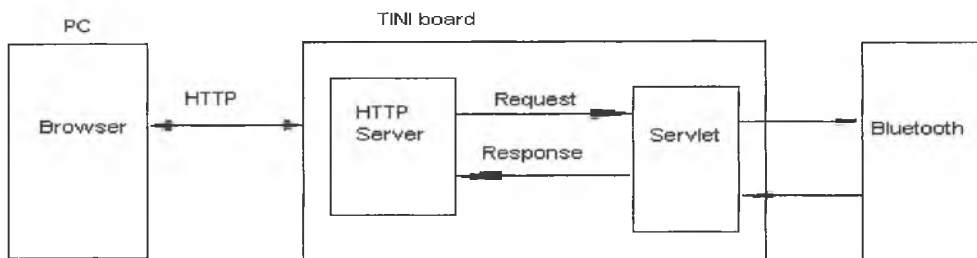 PC
TINI board
HTTP
Browser
HTTP
Server
Request
Response
Servlet
Bluetooth